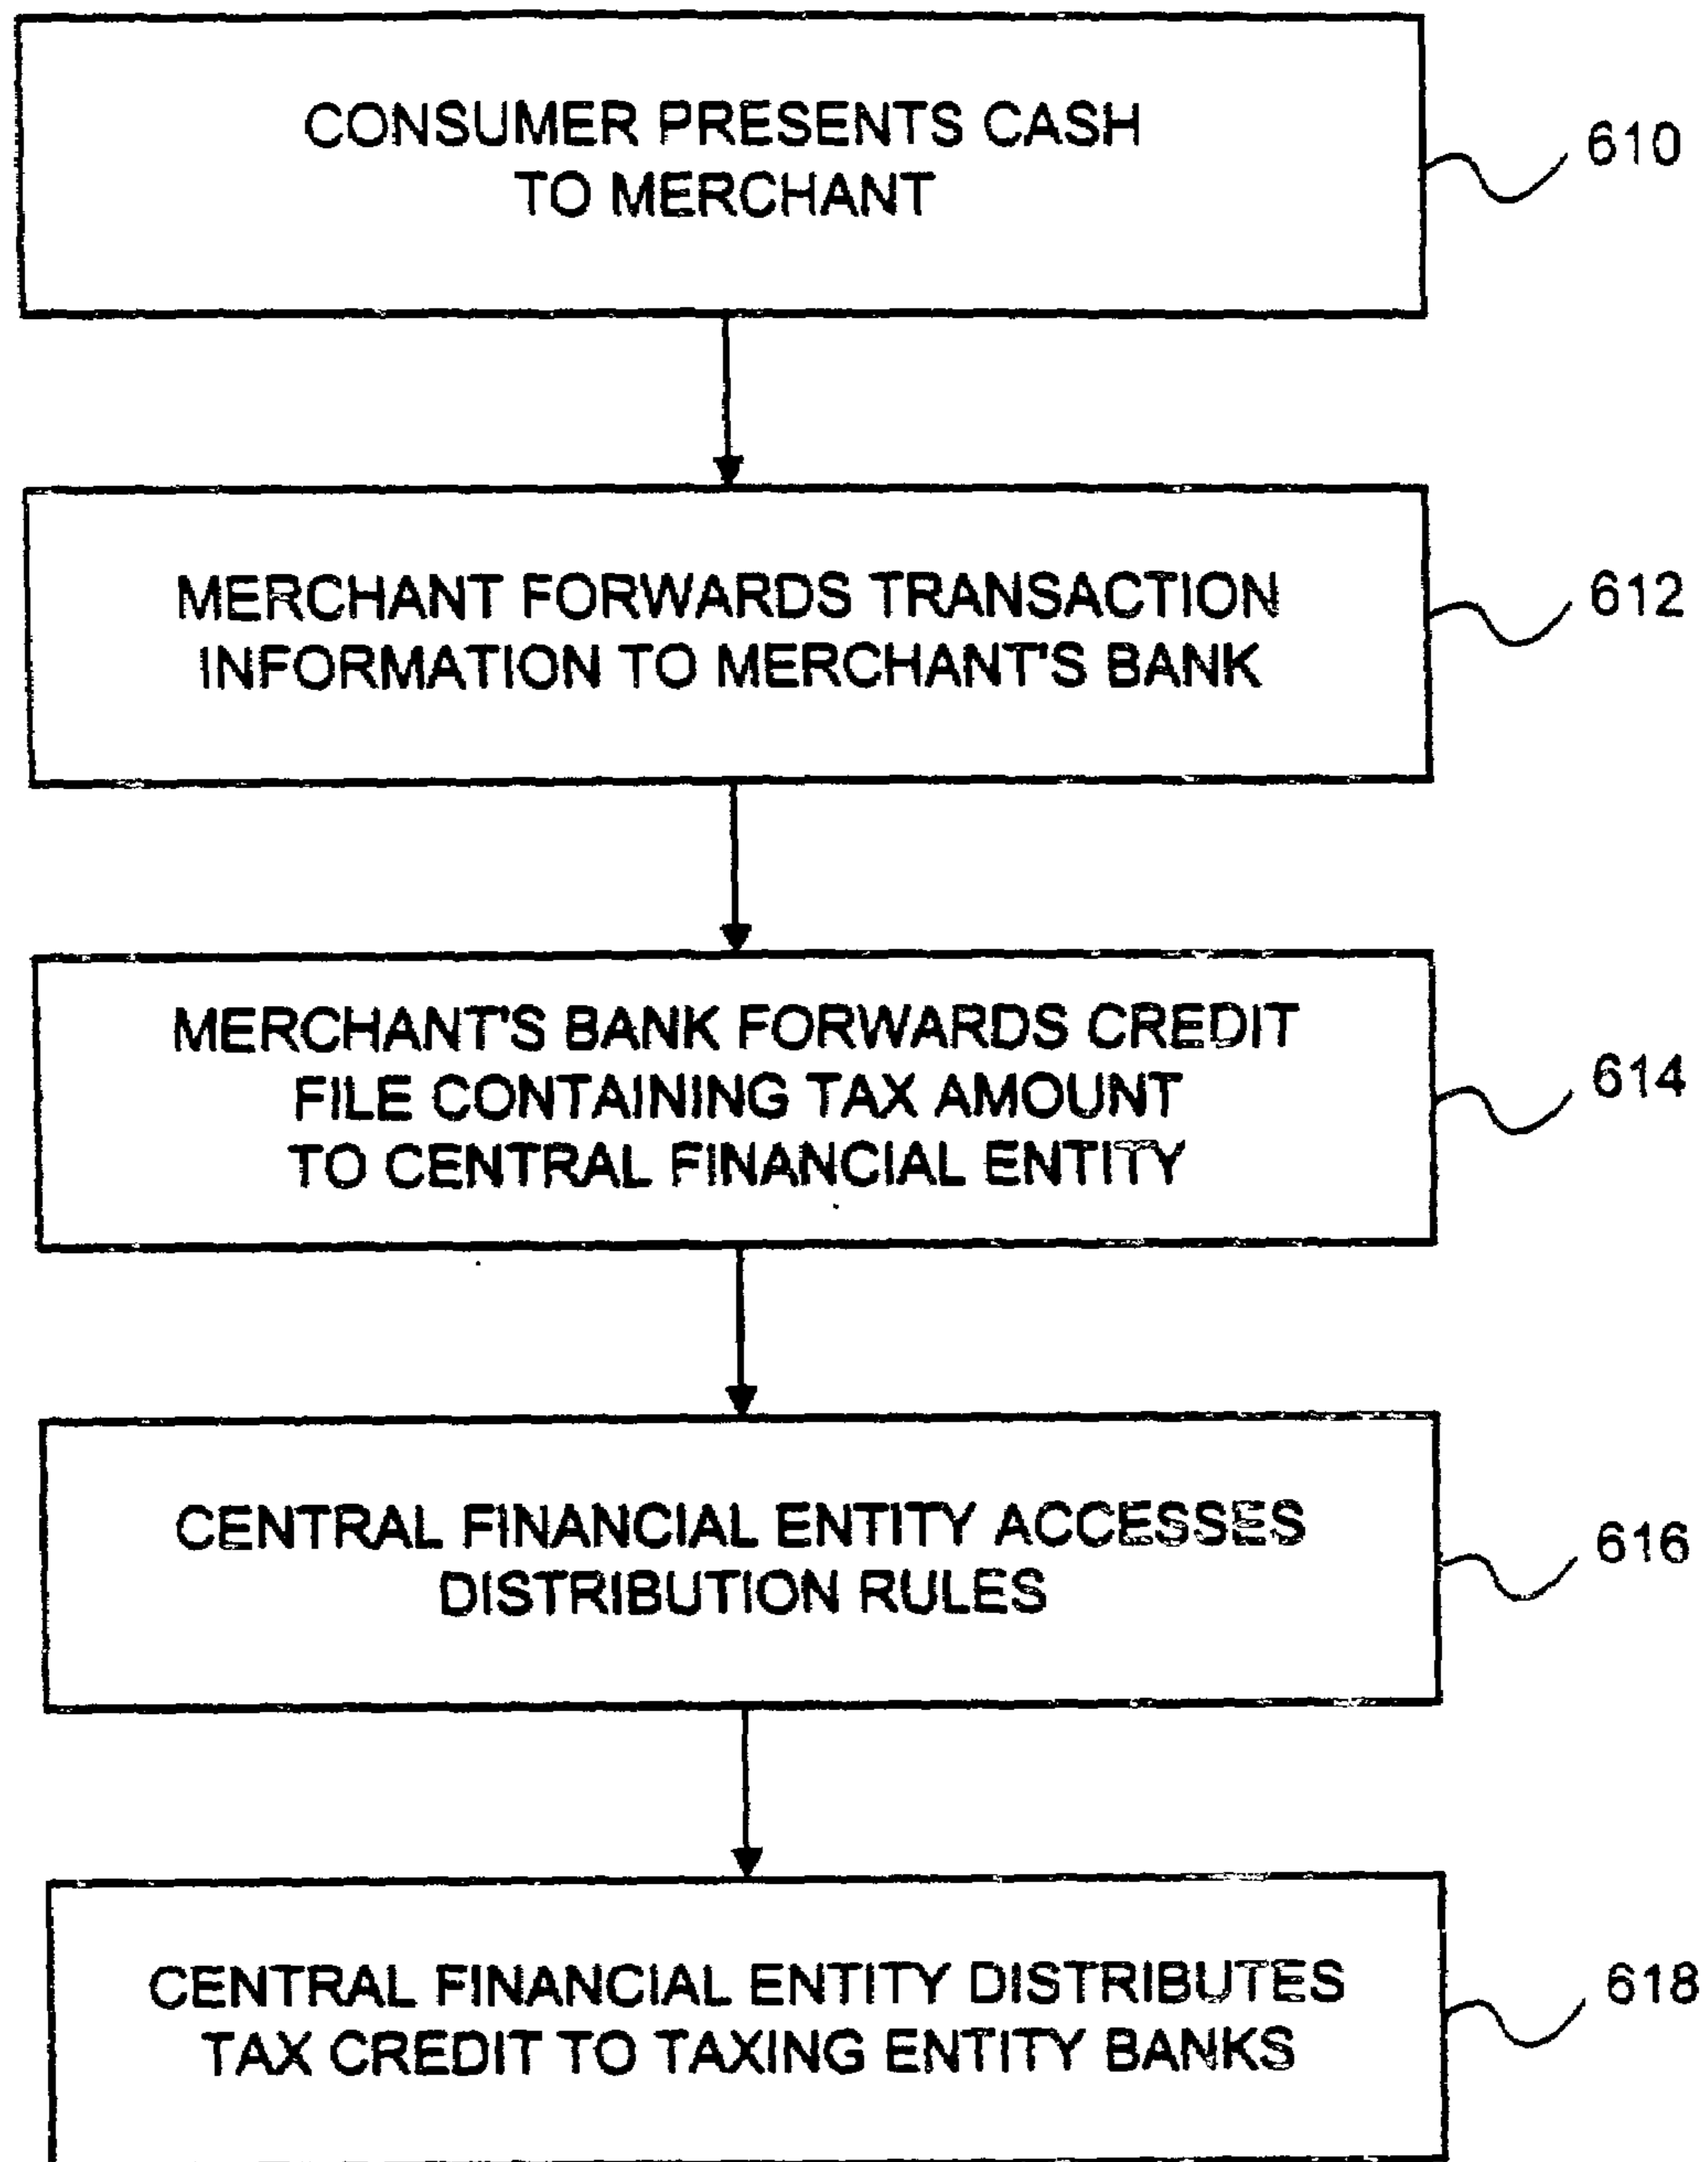 CONSUMER PRESENTS CASH
TO MERCHANT
610
MERCHANT FORWARDS TRANSACTION
INFORMATION TO MERCHANT'S BANK
612
MERCHANT'S BANK FORWARDS CREDIT
FILE CONTAINING TAX AMOUNT
TO CENTRAL FINANCIAL ENTITY
614
CENTRAL FINANCIAL ENTITY ACCESSES
DISTRIBUTION RULES
616
CENTRAL FINANCIAL ENTITY DISTRIBUTES
TAX CREDIT TO TAXING ENTITY BANKS
618